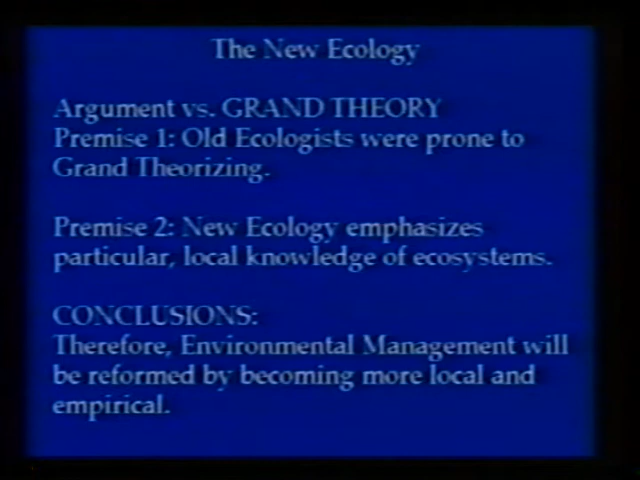 The New Ecology
Argument vs. GRAND THEORY
Premise 1: Old Ecologists were prone to
Grand Theorizing.
Premise 2: New Ecology emphasizes
particular, local knowledge of ecosystems.
CONCLUSIONS:
Therefore, Environmental Management will
be reformed by becoming more local and
empirical.